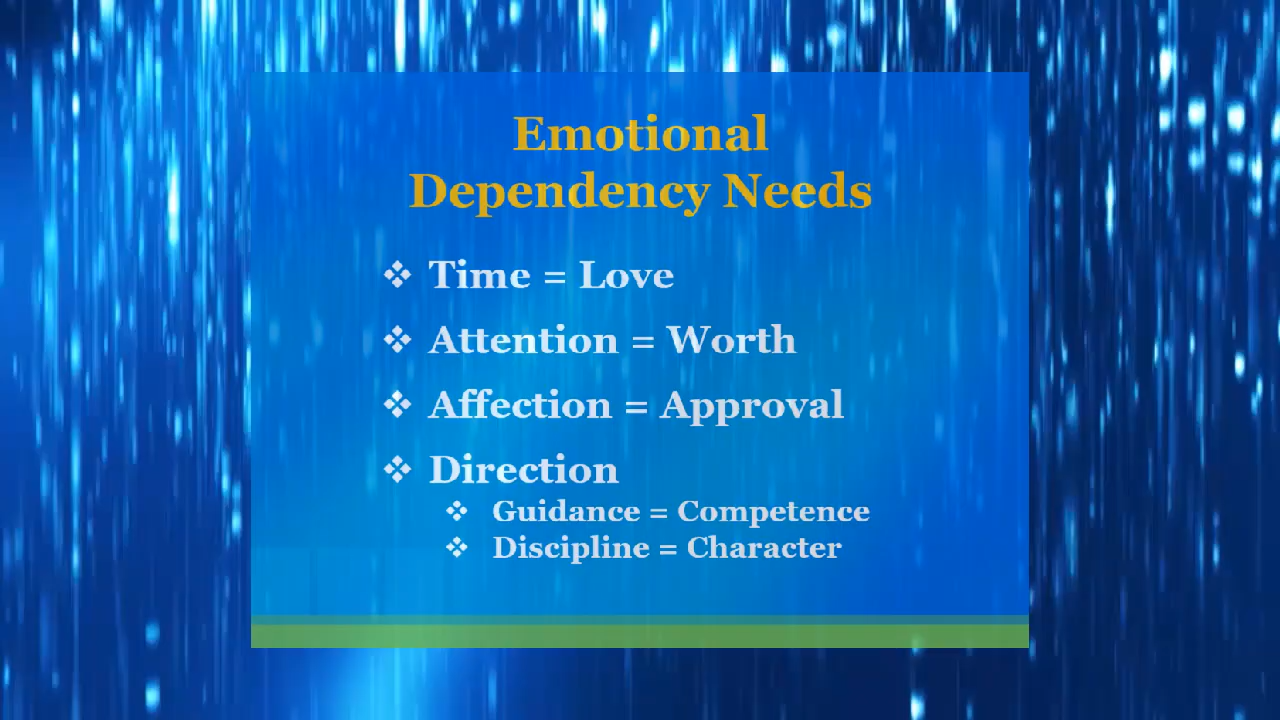 Emotional
Dependency Needs
❖ Time = Love
❖ Attention = Worth
❖ Affection = Approval
❖ Direction
❖ Guidance = Competence
❖ Discipline = Character